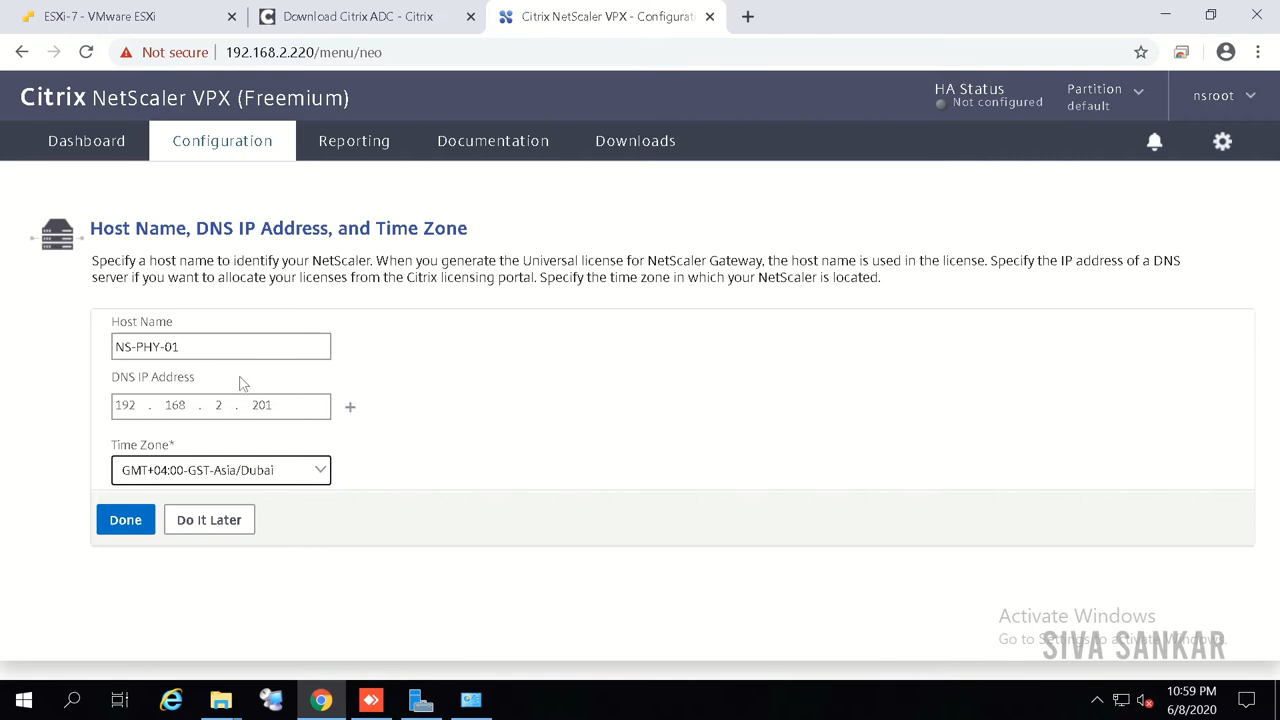 ESXi-7 - VMware ESXi
Download Citrix ADC - Citrix
Citrix NetScaler VPX - Configurati
Not secure
192.168.2.220/menu/neo
Citrix NetScaler VPX (Freemium)
HA Status
Not configured
Partition
default
nsroot
Dashboard
Configuration
Reporting
Documentation
Downloads
Host Name, DNS IP Address, and Time Zone
Specify a host name to identify your NetScaler. When you generate the Universal license for NetScaler Gateway, the host name is used in the license. Specify the IP address of a DNS
server if you want to allocate your licenses from the Citrix licensing portal. Specify the time zone in which your NetScaler is located.
Host Name
NS-PHY-01
DNS IP Address
192 . 168 . 2 . 201
Time Zone*
GMT+04:00-GST-Asia/Dubai
Done
Do It Later
Activate Windows
Go to Settings to activate Windows.
SIVA SANKAR
10:59 PM
6/8/2020